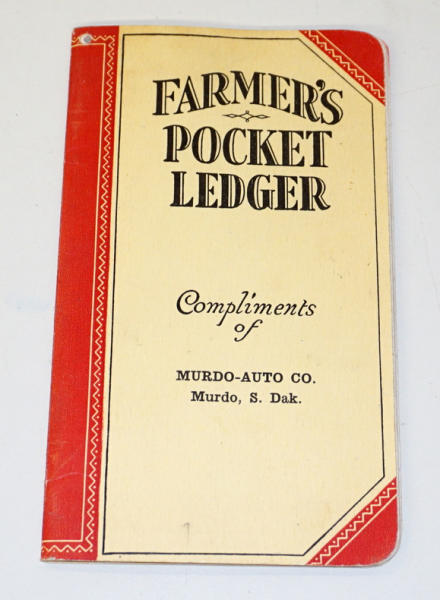 FARMER'S
POCKET
LEDGER
Compliments
of
MURDO-AUTO CO.
Murdo, S. Dak.